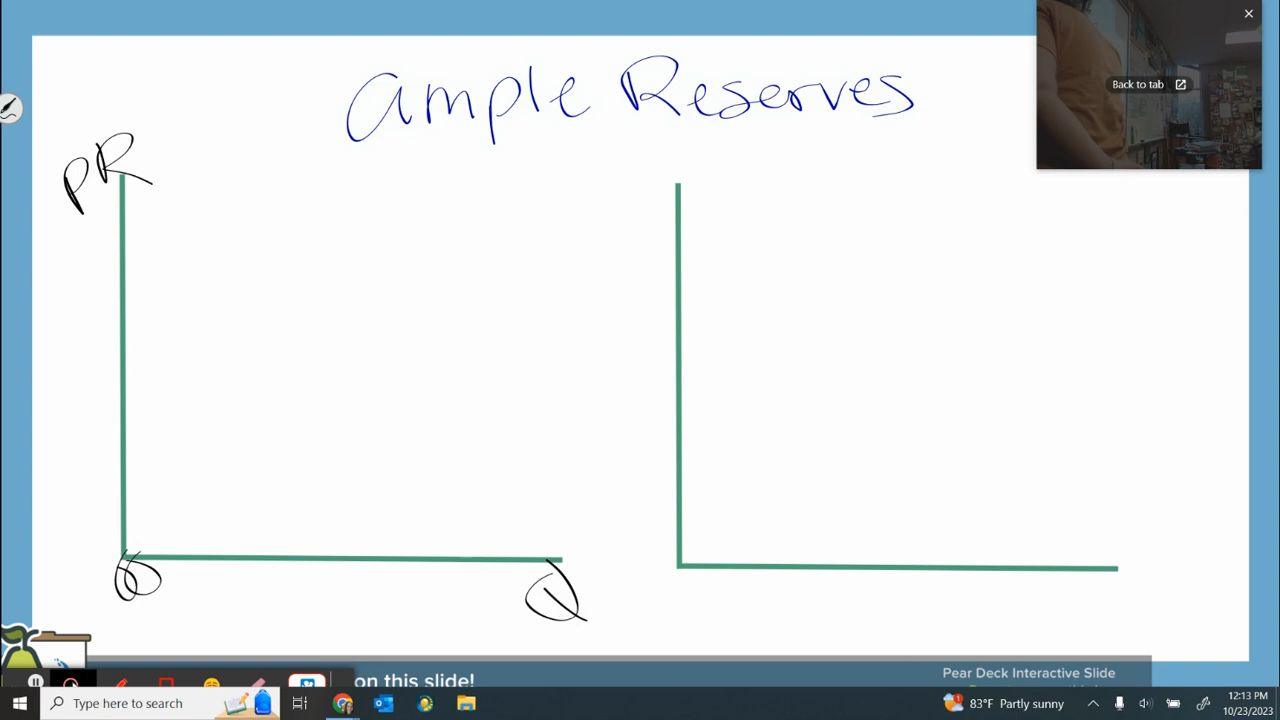 Ample Reserves
Back to tab
PR
0
Q
on this slide!
Pear Deck Interactive Slide
Type here to search
83°F Partly sunny
12:13 PM
10/23/2023